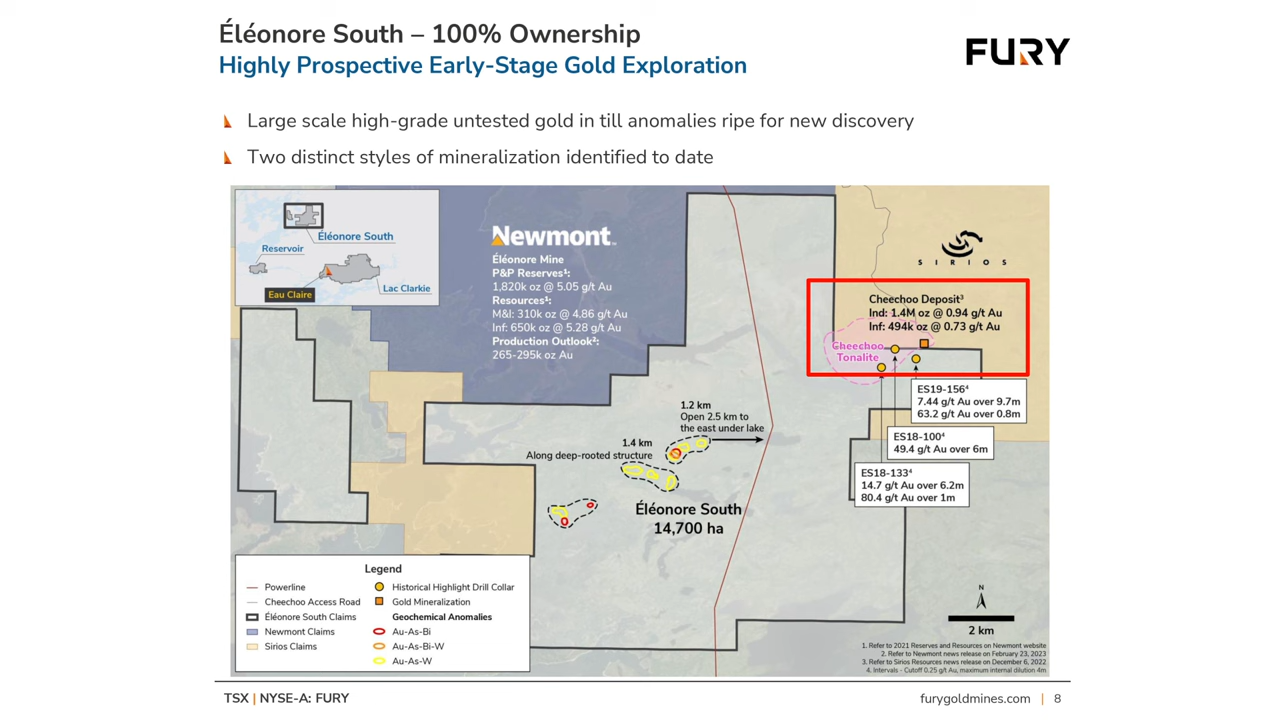 Éléonore South – 100% Ownership
Highly Prospective Early-Stage Gold Exploration
FURY
Large scale high-grade untested gold in till anomalies ripe for new discovery
Two distinct styles of mineralization identified to date
Éléonore South
Reservoir
Eau Claire
Lac Clarkie
Newmont™
Éléonore Mine
P&P Reserves¹:
1,820k oz @ 5.05 g/t Au
Resources¹:
M&I: 310k oz @ 4.86 g/t Au
Inf: 650k oz @ 5.28 g/t Au
Production Outlook²:
265-295k oz Au
SIRIOS
Cheechoo Deposit³
Ind: 1.4M oz @ 0.94 g/t Au
Inf: 494k oz @ 0.73 g/t Au
Cheechoo
Tonalite
ES19-156⁴
7.44 g/t Au over 9.7m
63.2 g/t Au over 0.8m
ES18-100⁴
49.4 g/t Au over 6m
ES18-133⁴
14.7 g/t Au over 6.2m
80.4 g/t Au over 1m
1.2 km
Open 2.5 km to
the east under lake
1.4 km
Along deep-rooted structure
Éléonore South
14,700 ha
Legend
Powerline
Cheechoo Access Road
Éléonore South Claims
Newmont Claims
Sirios Claims
Historical Highlight Drill Collar
Gold Mineralization
Geochemical Anomalies
Au-As-Bi
Au-As-Bi-W
Au-As-W
N
2 km
1. Refer to 2021 Reserves and Resources on Newmont website
2. Refer to Newmont news release on February 23, 2023
3. Refer to Sirios Resources news release on December 6, 2022
4. Intervals - Cutoff 0.25 g/t Au, maximum internal dilution 4m
TSX | NYSE-A: FURY
furygoldmines.com | 8